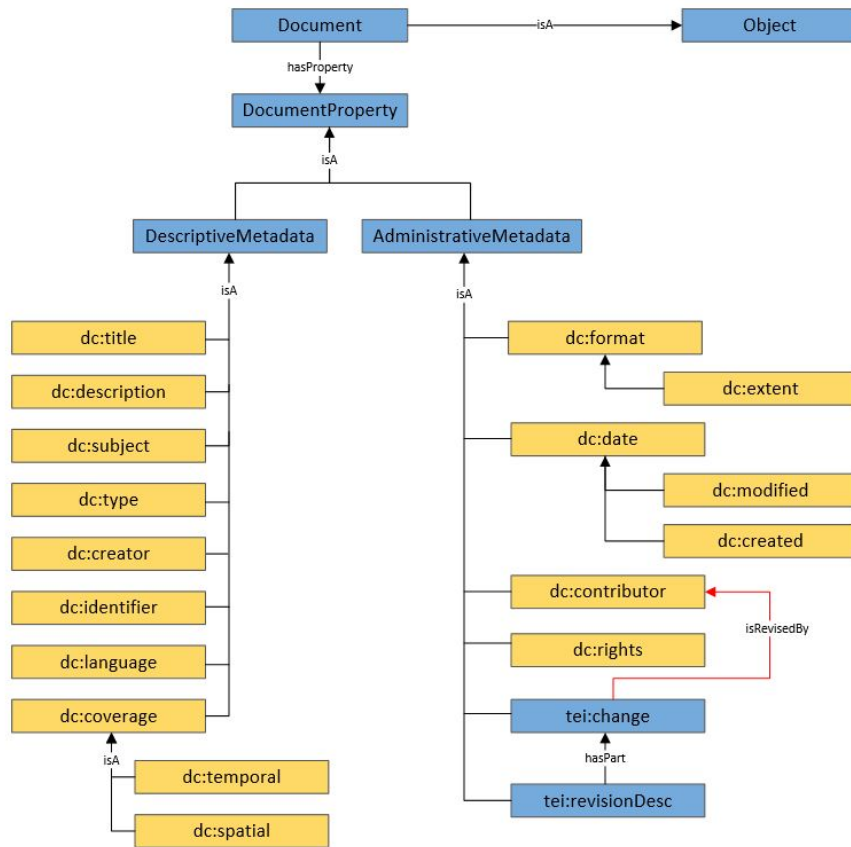 Document
isA
Object
hasProperty
DocumentProperty
isA
DescriptiveMetadata
AdministrativeMetadata
isA
isA
dc:title
dc:format
dc:description
dc:extent
dc:subject
dc:date
dc:type
dc:modified
dc:creator
dc:created
dc:identifier
dc:contributor
isRevisedBy
dc:language
dc:rights
dc:coverage
tei:change
isA
hasPart
dc:temporal
tei:revisionDesc
dc:spatial